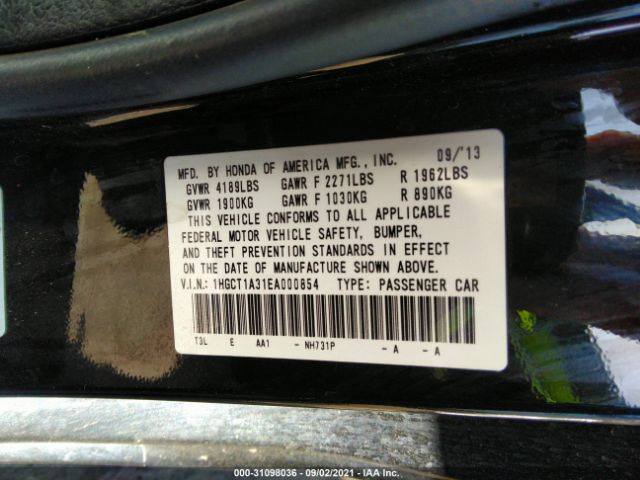 MFD. BY HONDA OF AMERICA MFG., INC. 09/'13
GVWR 4189LBS GAWR F 2271LBS R 1962LBS
GVWR 1900KG GAWR F 1030KG R 890KG
THIS VEHICLE CONFORMS TO ALL APPLICABLE
FEDERAL MOTOR VEHICLE SAFETY, BUMPER,
AND THEFT PREVENTION STANDARDS IN EFFECT
ON THE DATE OF MANUFACTURE SHOWN ABOVE.
V.I.N.: 1HGCT1A31EA000854 TYPE: PASSENGER CAR
T3L E AA1 - NH731P - A - A
000-31098036 - 09/02/2021 - IAA Inc.